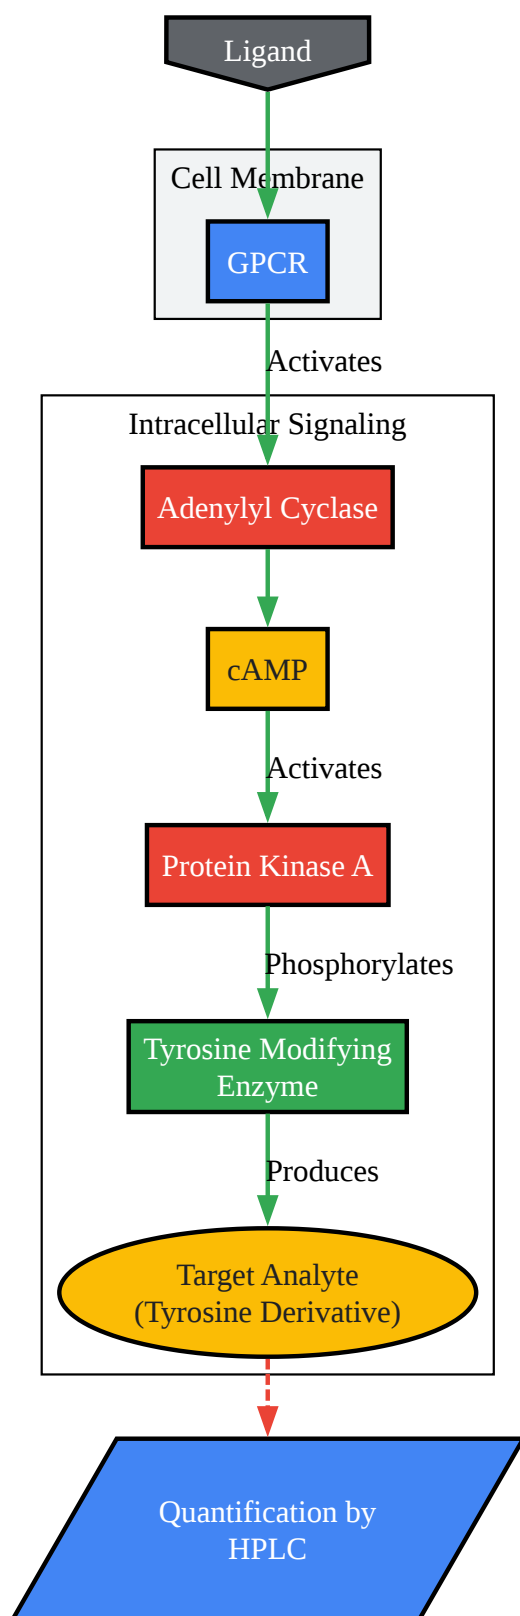 Ligand
Cell Membrane
GPCR
Activates
Intracellular Signaling
Adenylyl Cyclase
cAMP
Activates
Protein Kinase A
Phosphorylates
Tyrosine Modifying
Enzyme
Produces
Target Analyte
(Tyrosine Derivative)
Quantification by
HPLC